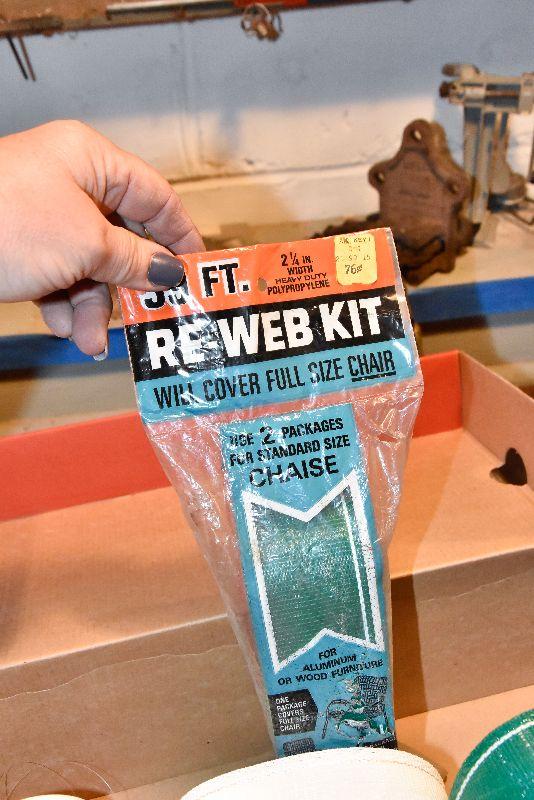 FT.
2 1/4 IN.
WIDTH
HEAVY DUTY
POLYPROPYLENE
76¢
RE-WEB KIT
WILL COVER FULL SIZE CHAIR
USE 2 PACKAGES
FOR STANDARD SIZE
CHAISE
FOR
ALUMINUM
OR WOOD FURNITURE
ONE
PACKAGE
COVERS
FULL SIZE
CHAIR